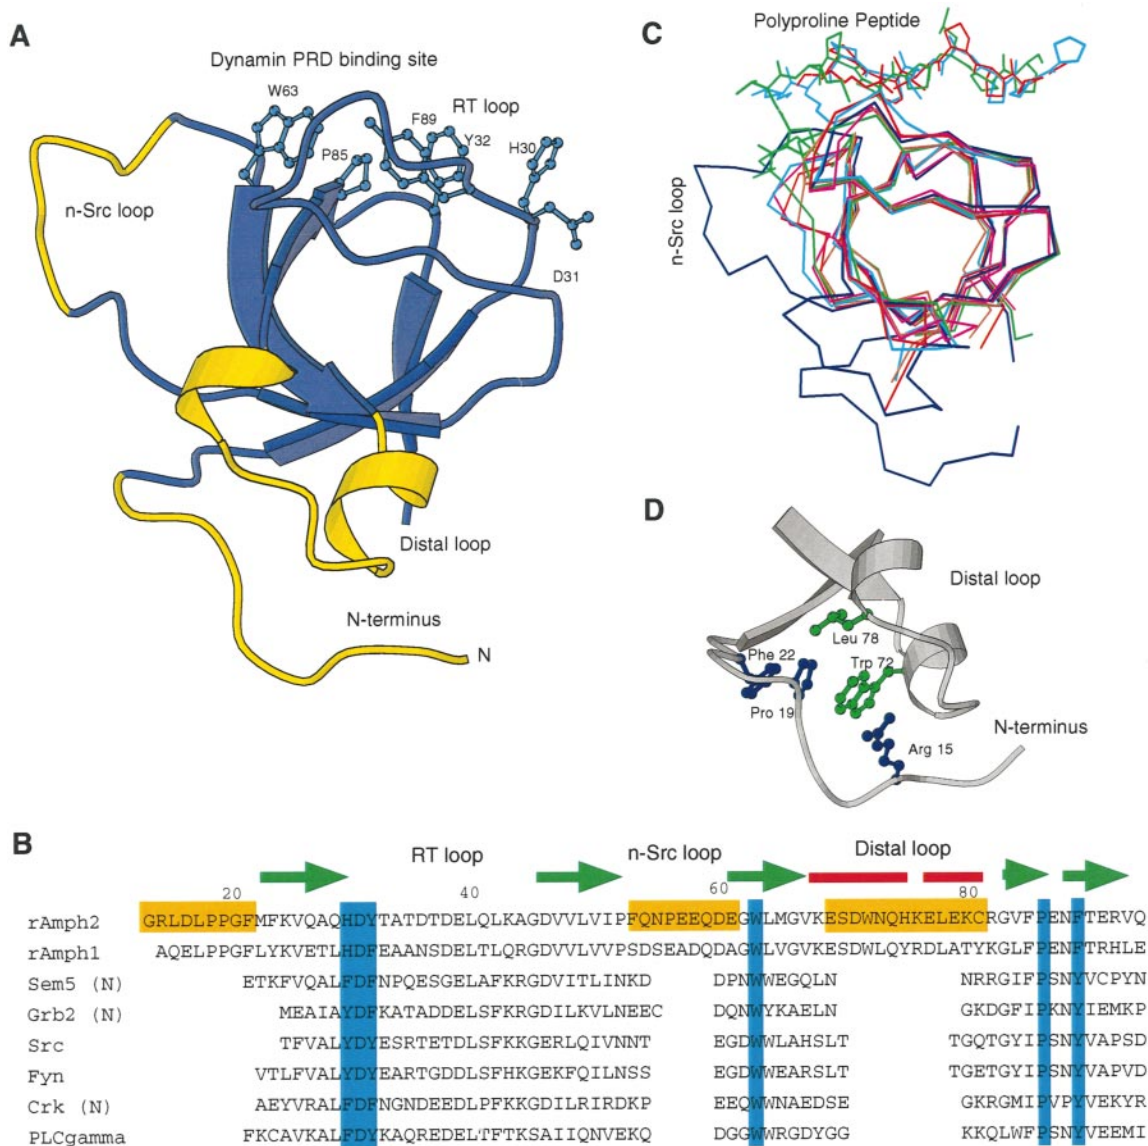 A
Dynamin PRD binding site
W63
RT loop
F89
Y32
H30
P85
n-Src loop
D31
Distal loop
N-terminus
N
C
Polyproline Peptide
n-Src loop
D
Distal loop
Leu 78
Phe 22
Trp 72
Pro 19
N-terminus
Arg 15
B
RT loop n-Src loop Distal loop
20 40 60 80
rAmph2 GRLDLPPGFMFKVQAQHDYTATDTDELQLKAGDVVLVIPFQNPEEQDEGWLMGVKESDWNQHKELEKCRGVFPENFTERVQ
rAmph1 AQELPPGFLYKVETLHDFEAANSDELTLQRGDVVLVVPSDSEADQDAGWLVGVKESDWLQYRDLATYKGLFPENFTRHLE
Sem5 (N) ETKFVQALFDFNPQESGELAFKRGDVITLINKD DPNWWEGQLN NRRGIFPSNYVCPYN
Grb2 (N) MEAIAYDFKATADDELSFKRGDILKVLNEEC DQNWYKAELN GKDGFIPKNYIEMKP
Src TFVALYDYESRTETDLSFKKGERLQIVNNT EGDWWLAHSLT TGQTGYIPSNYVAPSD
Fyn VTLFVALYDYEARTGDDLSFHKGEKFQILNSS EGDWWEARSLT TGETGYIPSNYVAPVD
Crk (N) AEYVRALFDFNGNDEEDLPFKKGDILRIRDKP EEQWWNAEDSE GKRGMIPVPYVEKYR
PLCgamma FKCAVKALFDYKAQREDELTFTKSAIIQNVEKQ DGGWWRGDYGG KKQLWFPSNYVEEMT